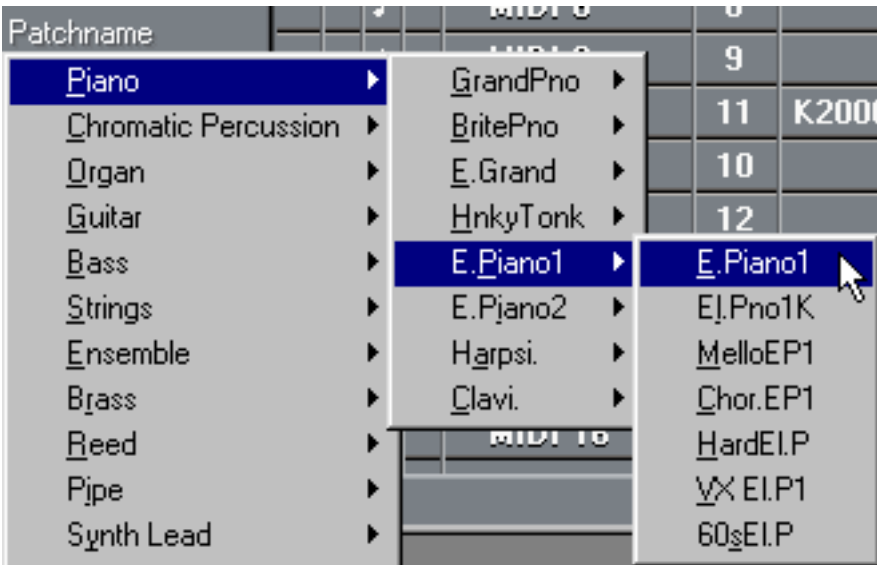 Patchname
Piano
Chromatic Percussion
Organ
Guitar
Bass
Strings
Ensemble
Brass
Reed
Pipe
Synth Lead
GrandPno
BritePno
E.Grand
HnkyTonk
E.Piano1
E.Piano2
Harpsi.
Clavi.
E.Piano1
El.Pno1K
MelloEP1
Chor.EP1
HardEl.P
VX El.P1
60sEl.P
9
11 K2000
10
12